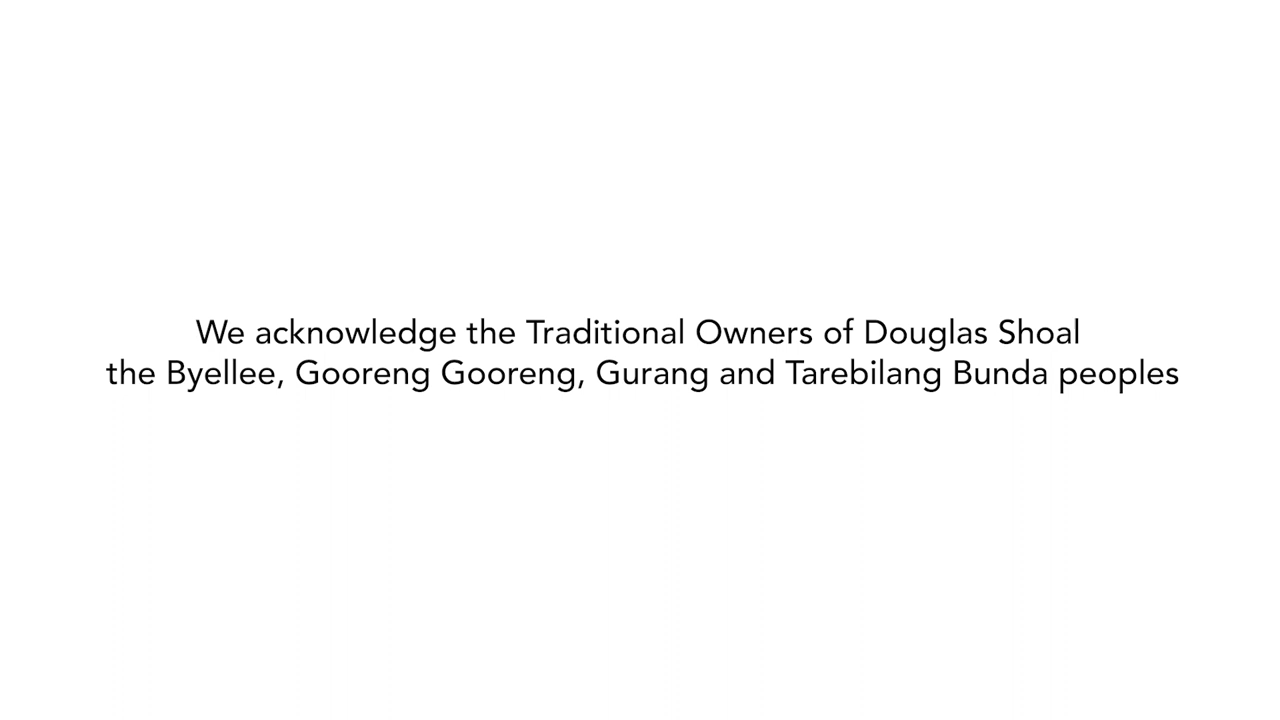 We acknowledge the Traditional Owners of Douglas Shoal
the Byellee, Gooreng Gooreng, Gurang and Tarebilang Bunda peoples